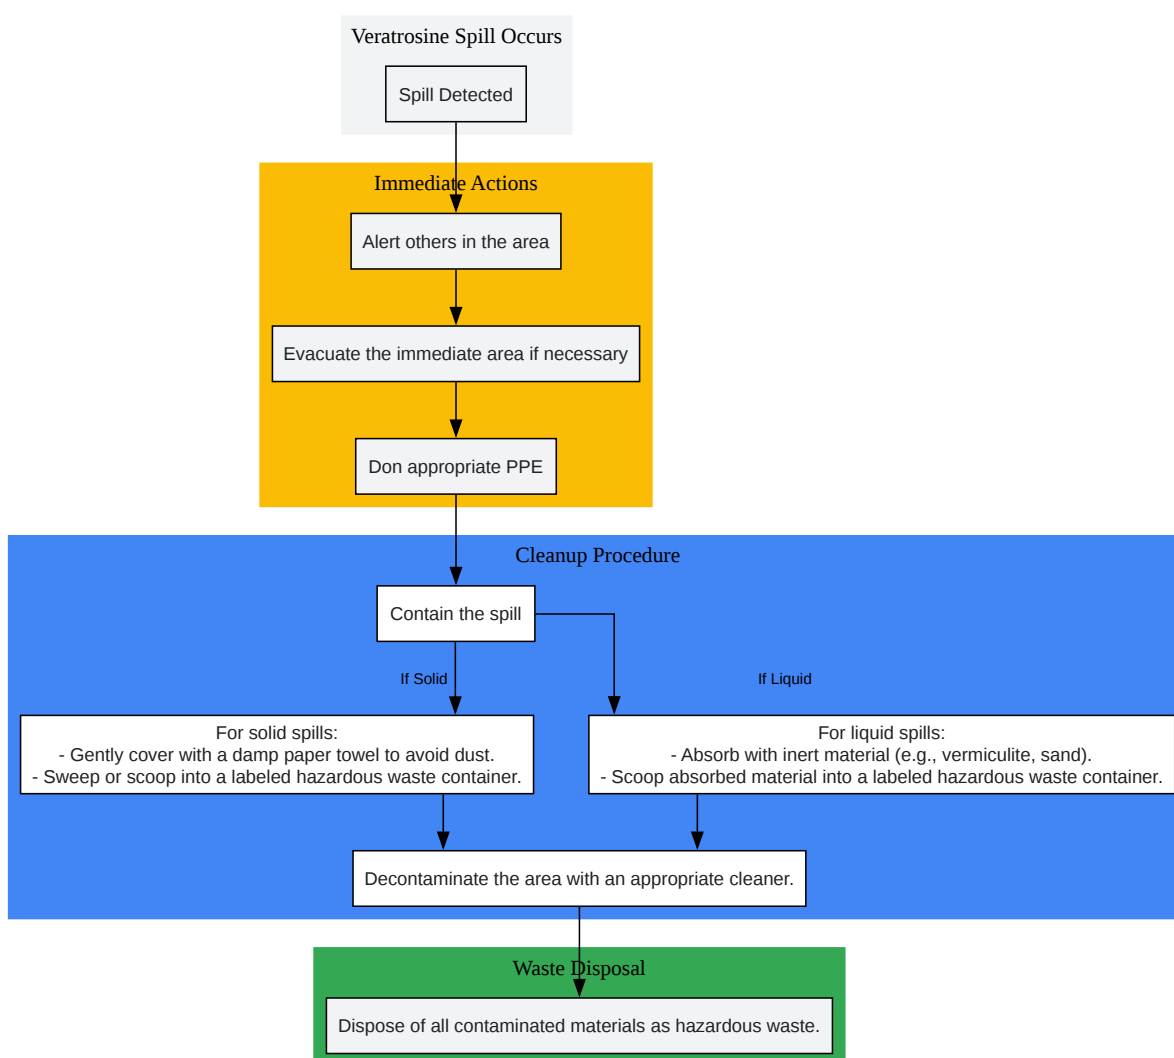 Veratrosine Spill Occurs
Spill Detected
Immediate Actions
Alert others in the area
Evacuate the immediate area if necessary
Don appropriate PPE
Cleanup Procedure
Contain the spill
If Solid
If Liquid
For solid spills:
- Gently cover with a damp paper towel to avoid dust.
- Sweep or scoop into a labeled hazardous waste container.
For liquid spills:
- Absorb with inert material (e.g., vermiculite, sand).
- Scoop absorbed material into a labeled hazardous waste container.
Decontaminate the area with an appropriate cleaner.
Waste Disposal
Dispose of all contaminated materials as hazardous waste.